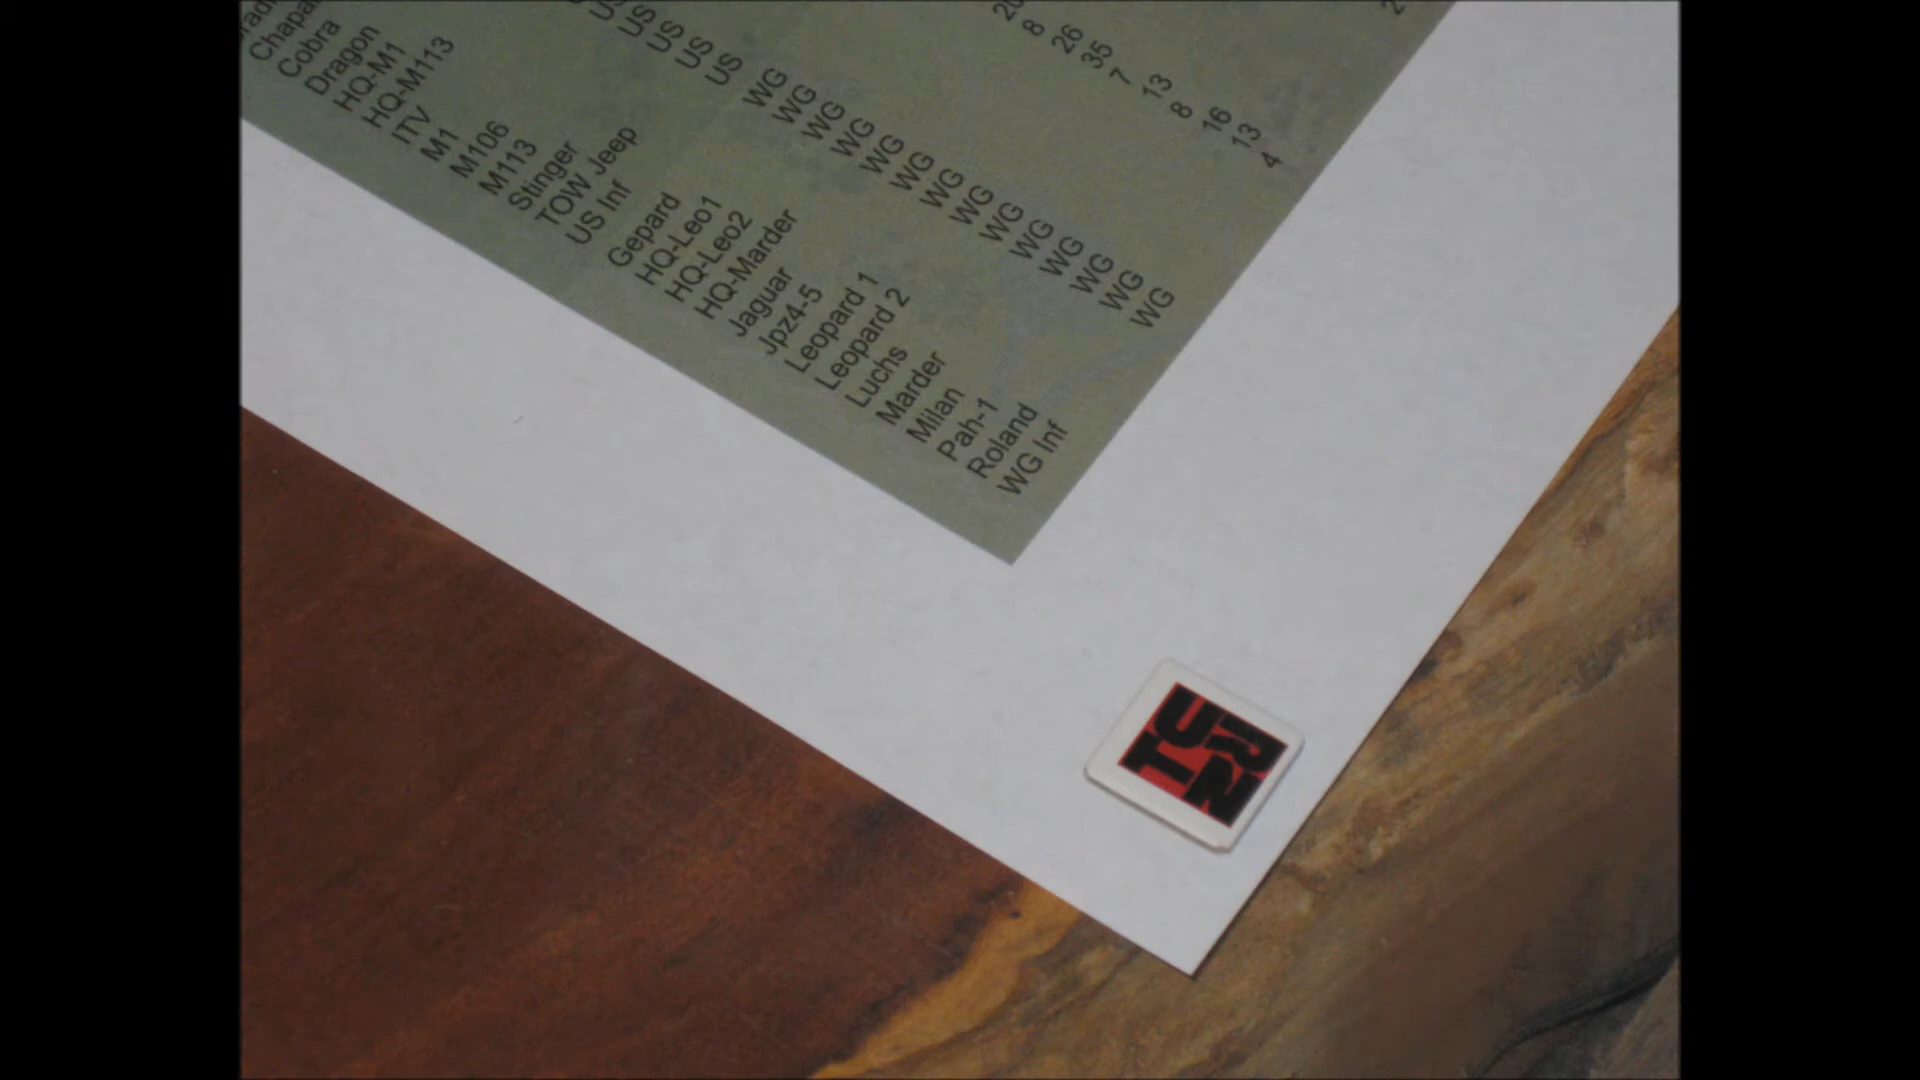 Cobra
Dragon
HQ-M1
HQ-M113
ITV
M1
M106 US
M113 US
Stinger US
TOW Jeep US
US Inf US
Gepard WG
HQ-Leo1 WG
HQ-Leo2 WG
HQ-Marder WG
Jaguar WG 20
Jpz4-5 WG 8
Leopard 1 WG 26
Leopard 2 WG 35
Luchs WG 7
Marder WG 13
Milan WG 8
Pah-1 WG 16
Roland WG 13
WG Inf WG 4
TURN